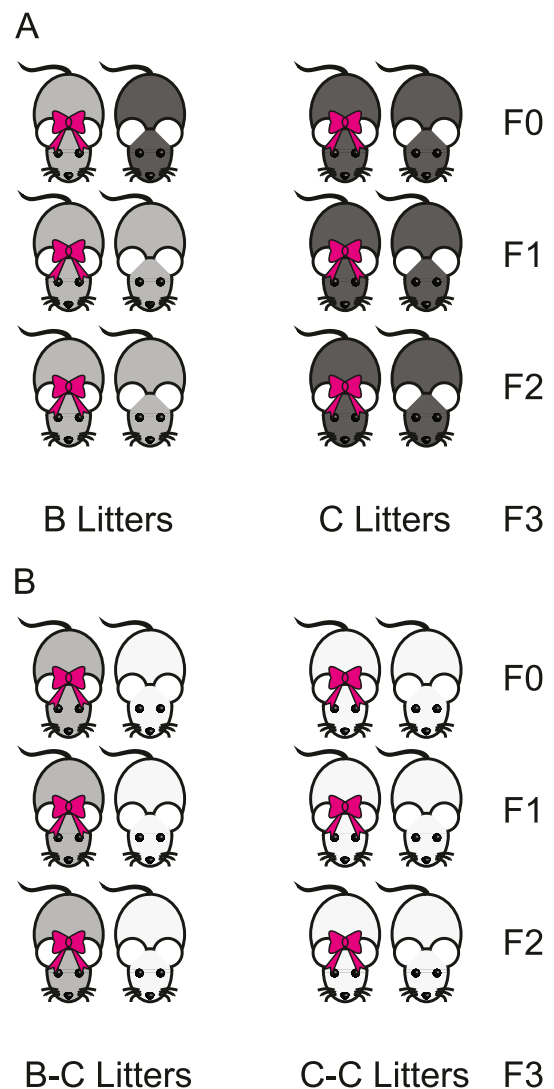 A
F0
F1
F2
B Litters C Litters F3
B
F0
F1
F2
B-C Litters C-C Litters F3